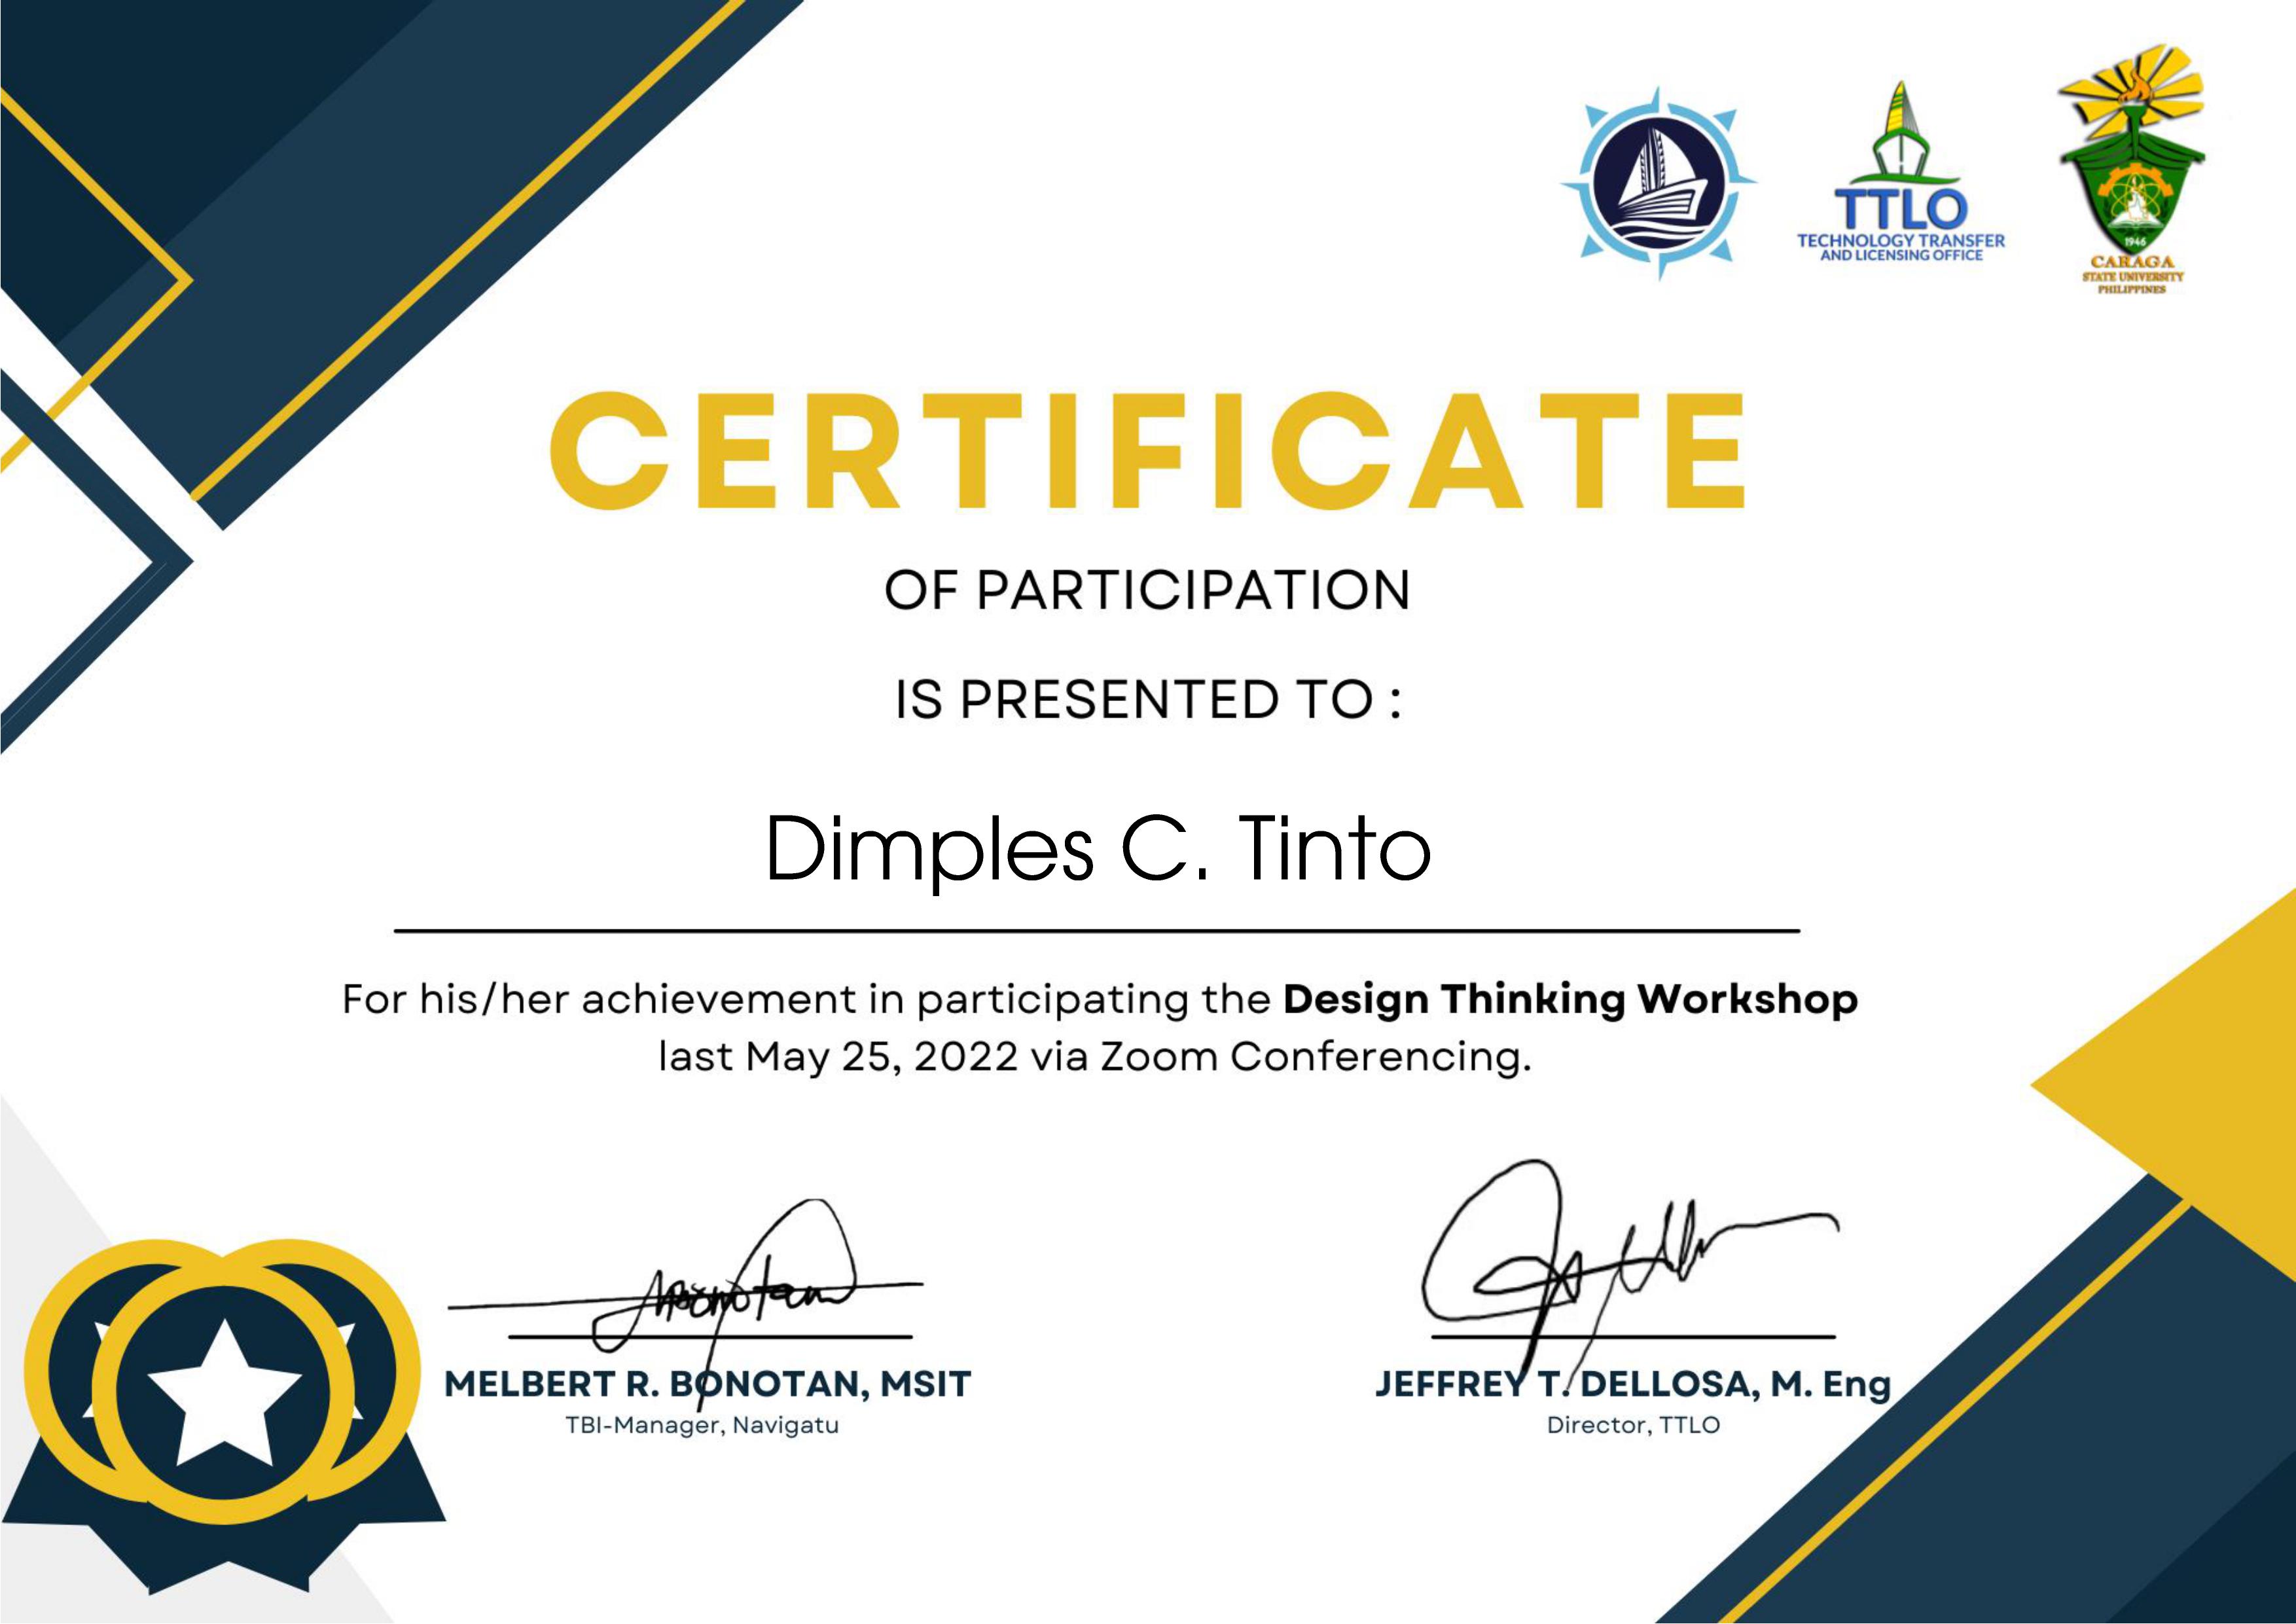 TTLO
TECHNOLOGY TRANSFER
AND LICENSING OFFICE
1946
CARAGA
STATE UNIVERSITY
PHILIPPINES
CERTIFICATE
OF PARTICIPATION
IS PRESENTED TO :
Dimples C. Tinto
For his/her achievement in participating the Design Thinking Workshop
last May 25, 2022 via Zoom Conferencing.
MELBERT R. BONOTAN, MSIT
TBI-Manager, Navigatu
JEFFREY T. DELLOSA, M. Eng
Director, TTLO